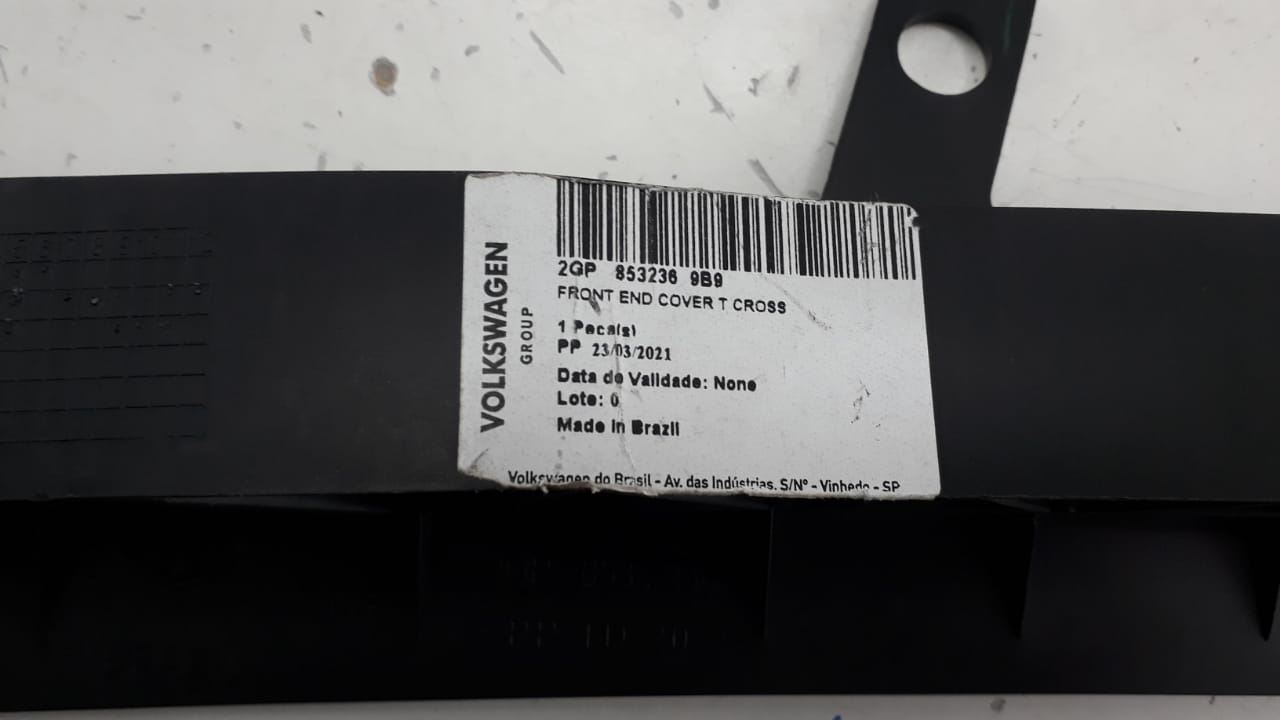 VOLKSWAGEN
GROUP
2GP 853236 9B9
FRONT END COVER T CROSS
1 Peca(s)
PP 23/03/2021
Data de Validade: None
Lote: 0
Made in Brazil
Volkswagen do Brasil - Av. das Indústrias, S/Nº - Vinhedo - SP